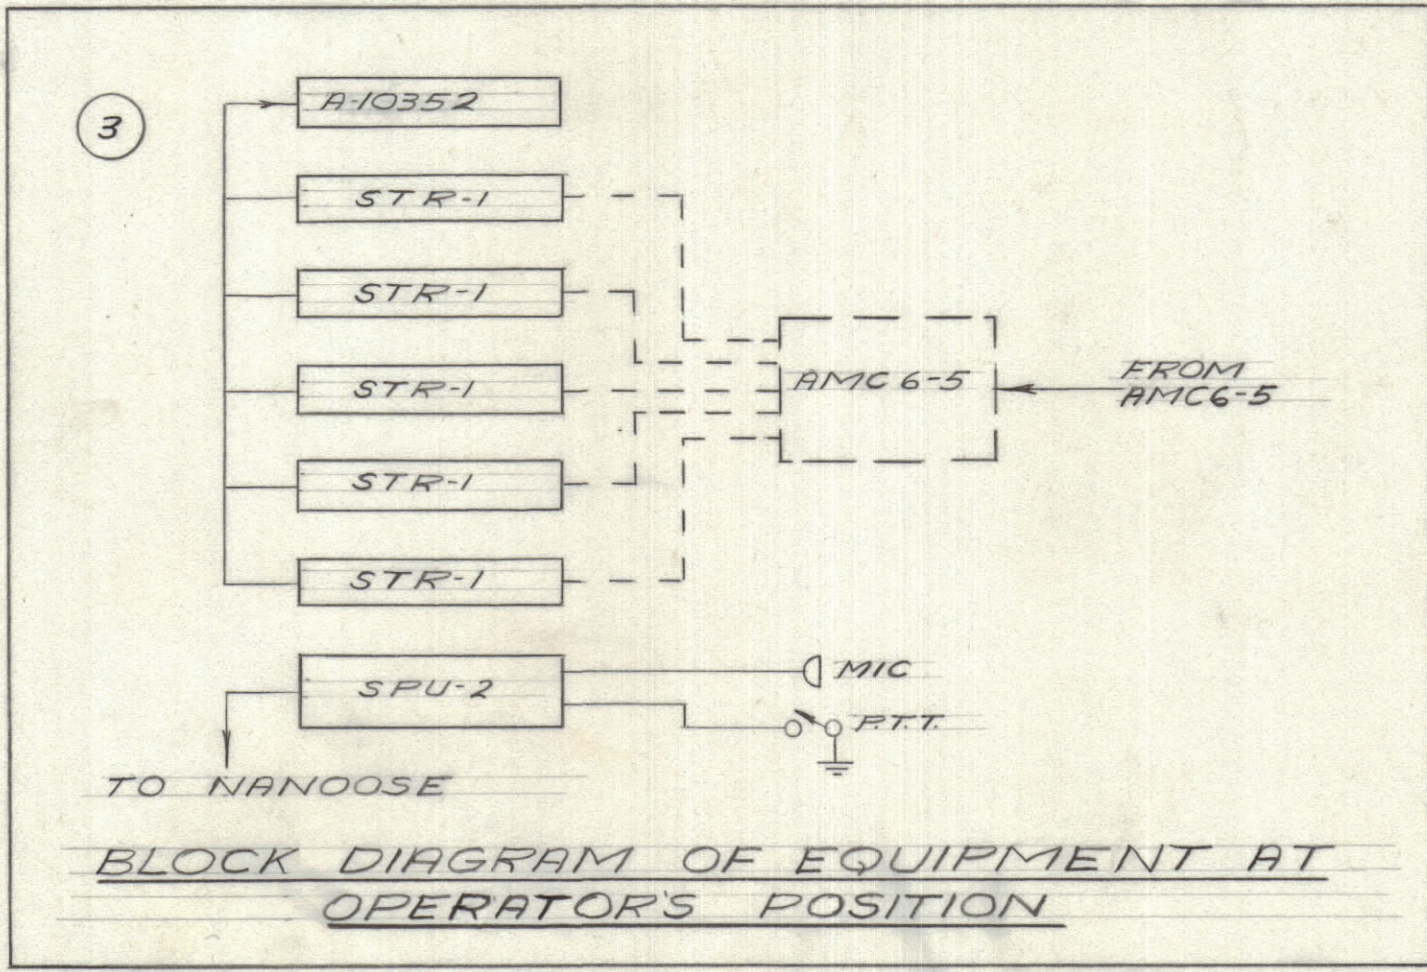 3
A-10352
STR-1
STR-1
STR-1
STR-1
STR-1
AMC 6-5
FROM
AMC6-5
SPU-2
MIC
P.T.T.
TO NANOOSE
BLOCK DIAGRAM OF EQUIPMENT AT
OPERATOR'S POSITION